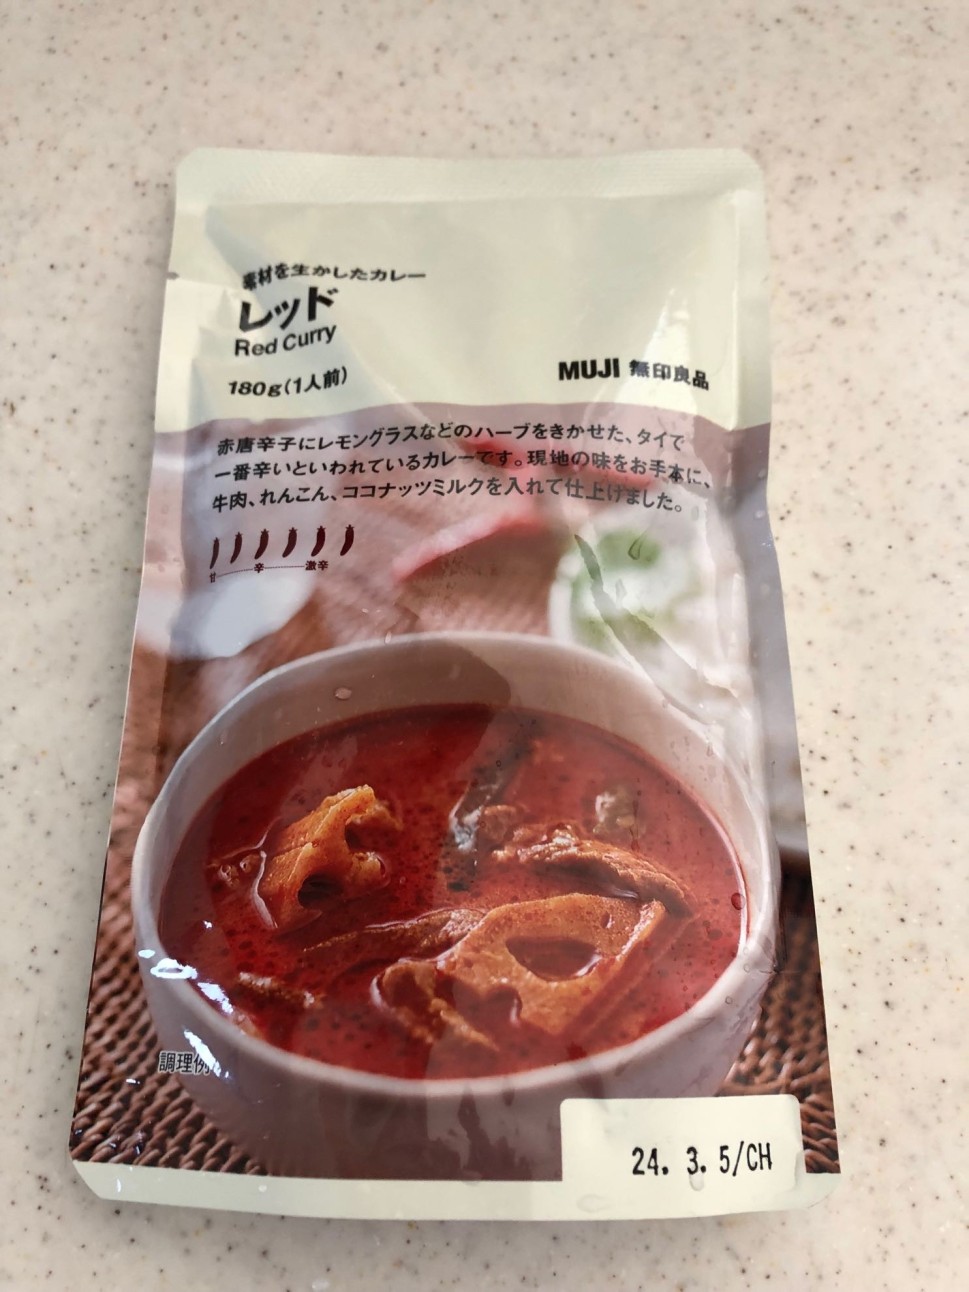 素材を生かしたカレー
レッド
Red Curry
180g(1人前)
MUJI 無印良品
赤唐辛子にレモングラスなどのハーブをきかせた、タイで
一番辛いといわれているカレーです。現地の味をお手本に、
牛肉、れんこん、ココナッツミルクを入れて仕上げました。
甘 辛 激辛
調理例
24. 3. 5/CH